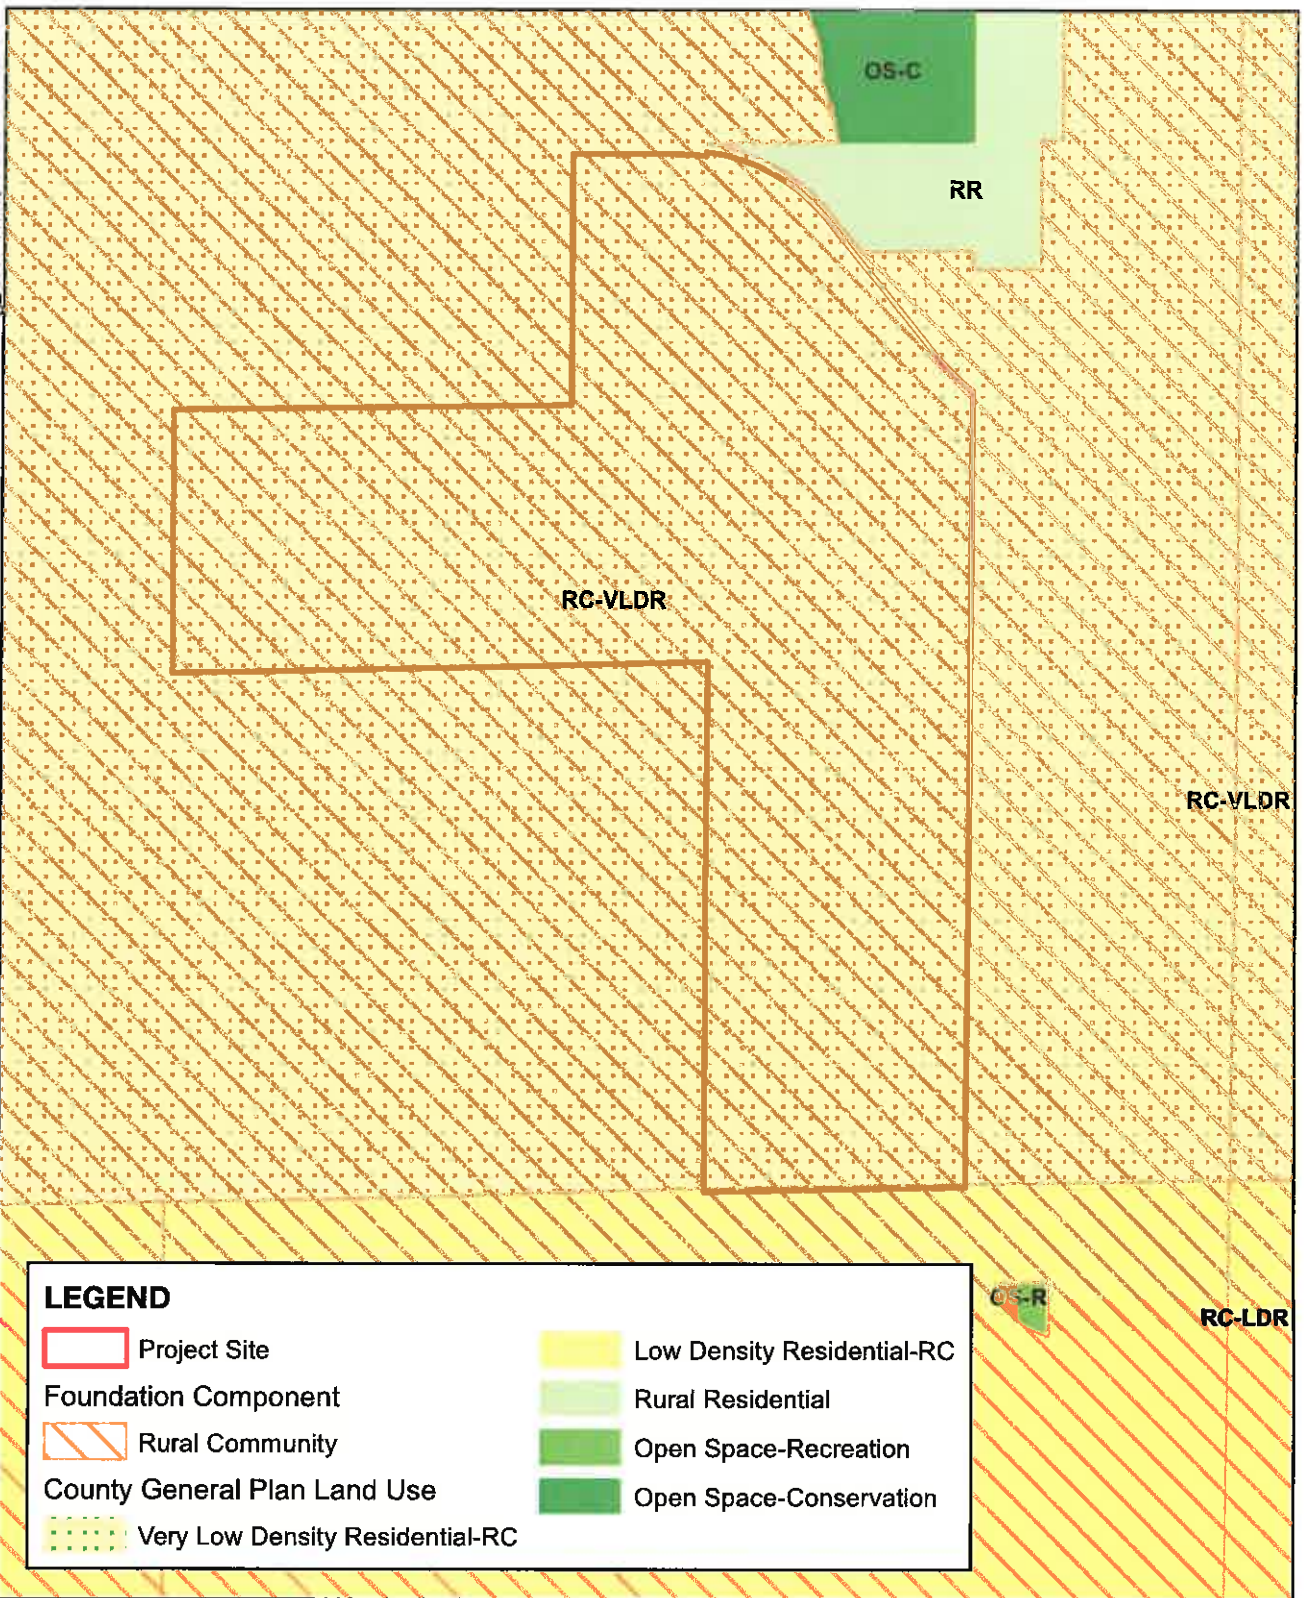 OS-C
RR
RC-VLDR
RC-VLDR
OS-R
RC-LDR
LEGEND
Project Site
Foundation Component
Rural Community
County General Plan Land Use
Very Low Density Residential-RC
Low Density Residential-RC
Rural Residential
Open Space-Recreation
Open Space-Conservation